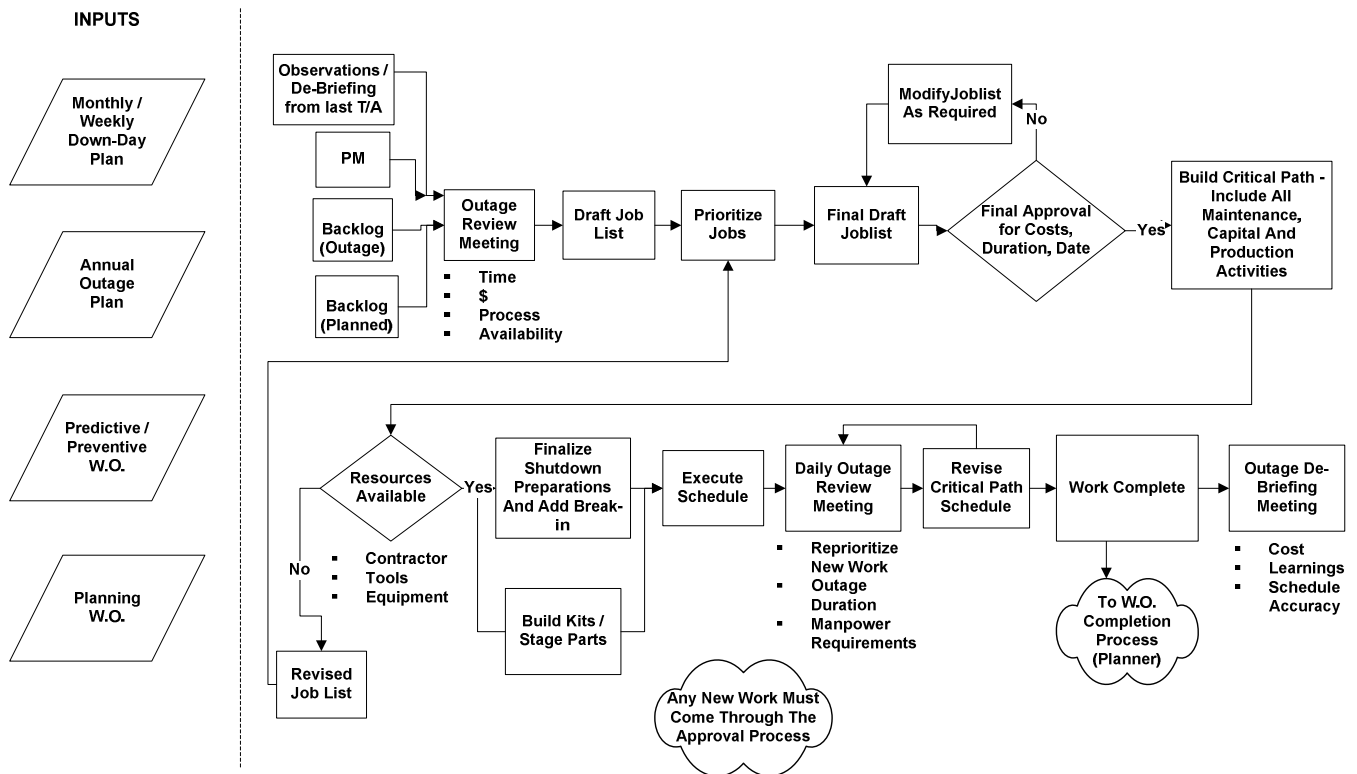 INPUTS
Monthly /
Weekly
Down-Day
Plan
Annual
Outage
Plan
Predictive /
Preventive
W.O.
Planning
W.O.
Observations /
De-Briefing
from last T/A
PM
Backlog
(Outage)
Backlog
(Planned)
Outage
Review
Meeting
▪ Time
▪ $
▪ Process
▪ Availability
Draft Job
List
Prioritize
Jobs
Final Draft
Joblist
ModifyJoblist
As Required
No
Final Approval
for Costs,
Duration, Date
Yes
Build Critical Path -
Include All
Maintenance,
Capital And
Production
Activities
Resources
Available
Yes
No
▪ Contractor
▪ Tools
▪ Equipment
Revised
Job List
Finalize
Shutdown
Preparations
And Add Break-
in
Build Kits /
Stage Parts
Execute
Schedule
Daily Outage
Review
Meeting
▪ Reprioritize
New Work
▪ Outage
Duration
▪ Manpower
Requirements
Revise
Critical Path
Schedule
Work Complete
To W.O.
Completion
Process
(Planner)
Outage De-
Briefing
Meeting
▪ Cost
▪ Learnings
▪ Schedule
Accuracy
Any New Work Must
Come Through The
Approval Process